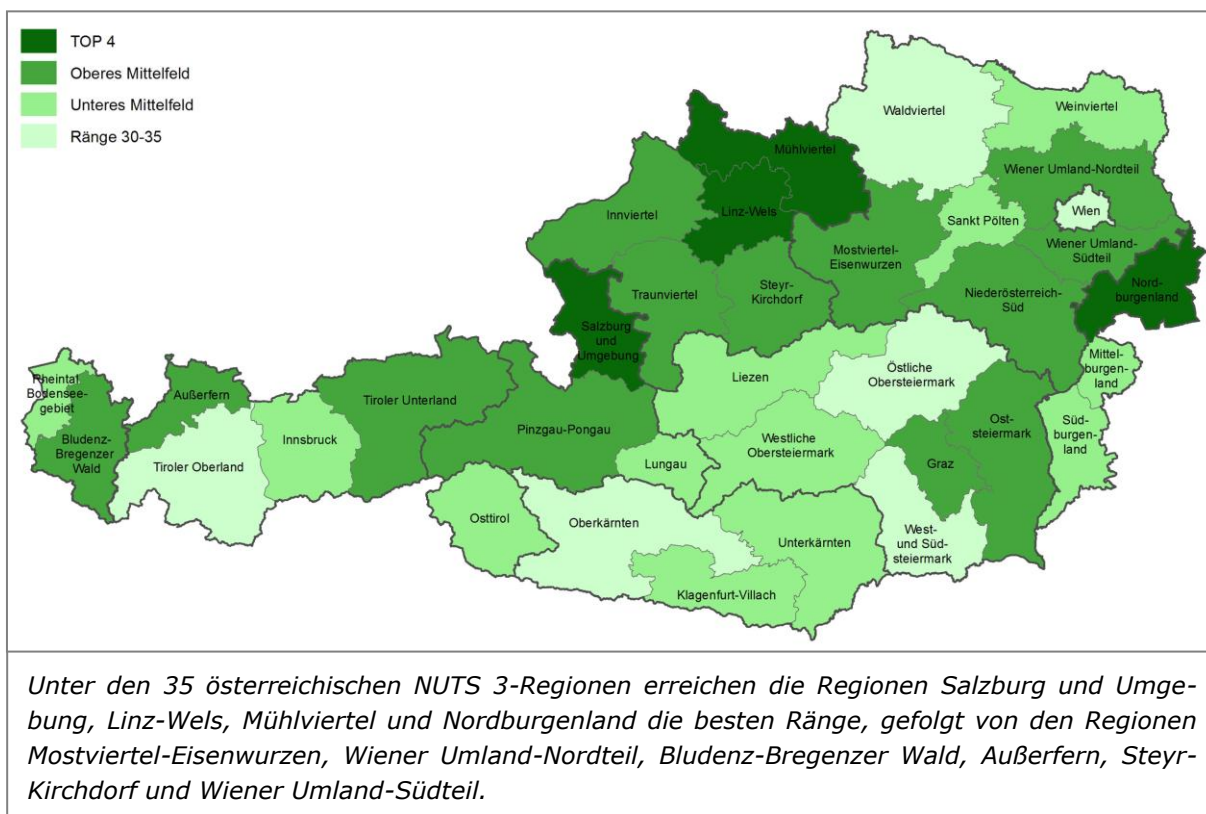 TOP 4
Oberes Mittelfeld
Unteres Mittelfeld
Ränge 30-35
Waldviertel
Weinviertel
Mühlviertel
Wiener Umland-Nordteil
Linz-Wels
Innviertel
Sankt Pölten
Wien
Mostviertel-
Eisenwurzen
Wiener Umland-
Südteil
Traunviertel
Steyr-
Kirchdorf
Niederösterreich-
Süd
Nord-
burgenland
Salzburg
und
Umgebung
Mittel-
burgen-
land
Rheintal-
Bodensee-
gebiet
Außerfern
Tiroler Unterland
Liezen
Östliche
Obersteiermark
Bludenz-
Bregenzer
Wald
Innsbruck
Pinzgau-Pongau
Westliche
Obersteiermark
Ost-
steiermark
Süd-
burgen-
land
Tiroler Oberland
Lungau
Graz
Osttirol
Oberkärnten
Unterkärnten
West-
und Süd-
steiermark
Klagenfurt-Villach
Unter den 35 österreichischen NUTS 3-Regionen erreichen die Regionen Salzburg und Umge-
bung, Linz-Wels, Mühlviertel und Nordburgenland die besten Ränge, gefolgt von den Regionen
Mostviertel-Eisenwurzen, Wiener Umland-Nordteil, Bludenz-Bregenzer Wald, Außerfern, Steyr-
Kirchdorf und Wiener Umland-Südteil.